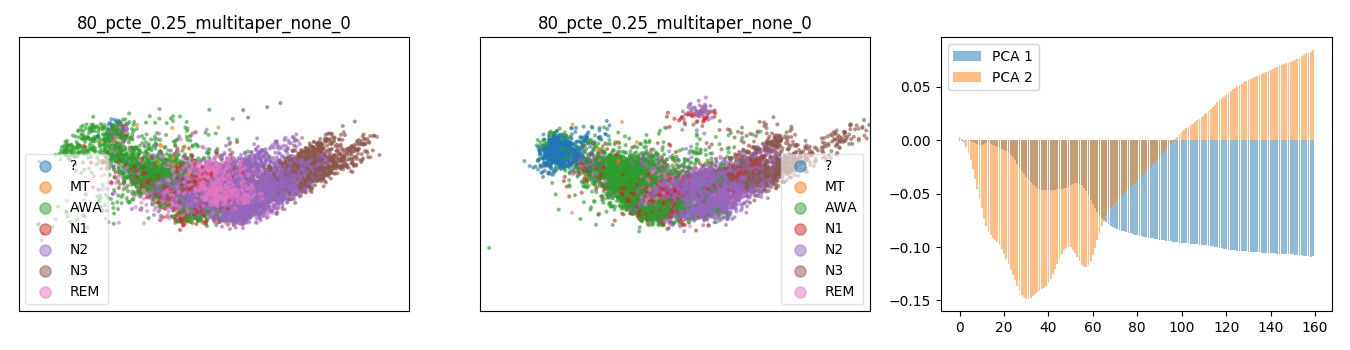 80_pcte_0.25_multitaper_none_0
?
MT
AWA
N1
N2
N3
REM
80_pcte_0.25_multitaper_none_0
?
MT
AWA
N1
N2
N3
REM
PCA 1
PCA 2
0.05
0.00
−0.05
−0.10
−0.15
0 20 40 60 80 100 120 140 160